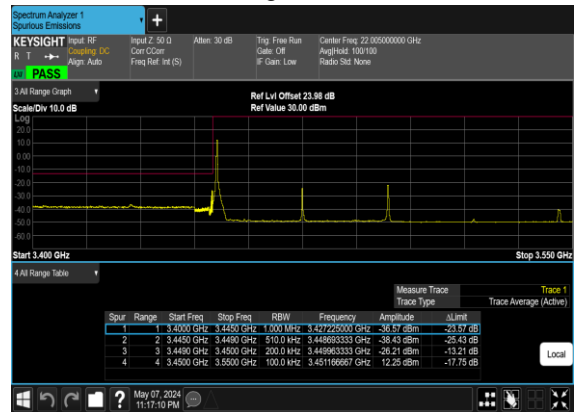 Spectrum Analyzer 1
Spurious Emissions
KEYSIGHT Input: RF Input Z: 50 Ω Atten: 30 dB Trig: Free Run Center Freq: 22.005000000 GHz
R T Coupling: DC Corr CCorr Gate: Off Avg|Hold: 100/100
Align: Auto Freq Ref: Int (S) IF Gain: Low Radio Std: None
PASS
3 All Range Graph
Ref Lvl Offset 23.98 dB
Scale/Div 10.0 dB Ref Value 30.00 dBm
Log
20.0
10.0
0.00
-10.0
-20.0
-30.0
-40.0
-50.0
-60.0
Start 3.400 GHz Stop 3.550 GHz
4 All Range Table
Measure Trace Trace 1
Trace Type Trace Average (Active)
Spur Range Start Freq Stop Freq RBW Frequency Amplitude ΔLimit
1 1 3.4000 GHz 3.4450 GHz 1.000 MHz 3.427225000 GHz -36.57 dBm -23.57 dB
2 2 3.4450 GHz 3.4490 GHz 510.0 kHz 3.448693333 GHz -38.43 dBm -25.43 dB
3 3 3.4490 GHz 3.4500 GHz 200.0 kHz 3.449963333 GHz -26.21 dBm -13.21 dB
4 4 3.4500 GHz 3.5500 GHz 100.0 kHz 3.451166667 GHz 12.25 dBm -17.75 dB
Local
May 07, 2024
11:17:10 PM